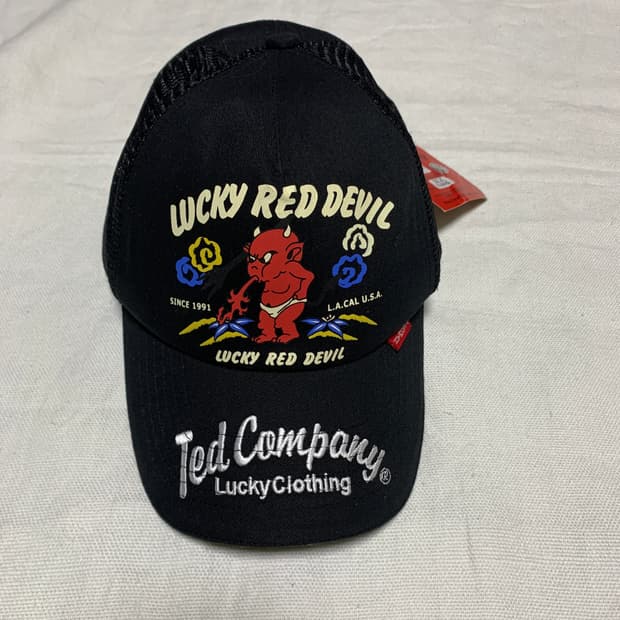 LUCKY RED DEVIL
SINCE 1991
L.A.CAL U.S.A.
LUCKY RED DEVIL
Ted Company®
LuckyClothing